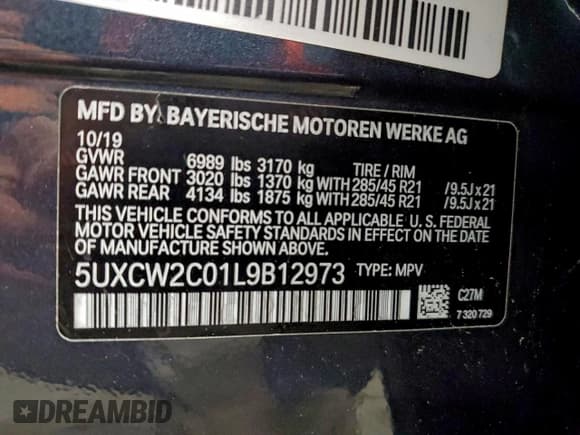 MFD BY: BAYERISCHE MOTOREN WERKE AG
10/19
GVWR 6989 lbs 3170 kg TIRE / RIM
GAWR FRONT 3020 lbs 1370 kg WITH 285/45 R21 /9.5J x 21
GAWR REAR 4134 lbs 1875 kg WITH 285/45 R21 /9.5J x 21
THIS VEHICLE CONFORMS TO ALL APPLICABLE U. S. FEDERAL
MOTOR VEHICLE SAFETY STANDARDS IN EFFECT ON THE DATE
OF MANUFACTURE SHOWN ABOVE.
5UXCW2C01L9B12973 TYPE: MPV
C27M
7 320 729
DREAMBID